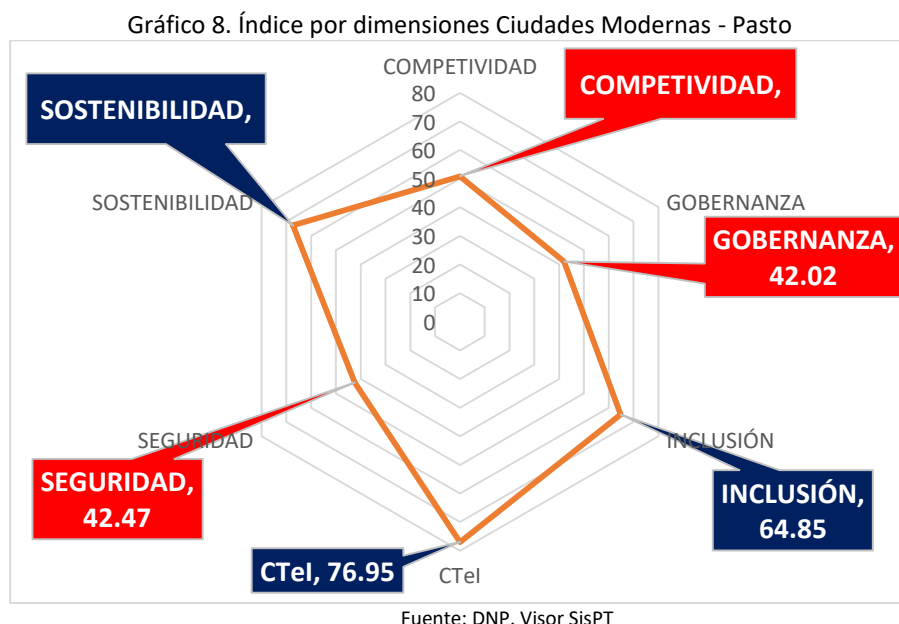 Gráfico 8. Índice por dimensiones Ciudades Modernas - Pasto
COMPETIVIDAD
COMPETIVIDAD,
SOSTENIBILIDAD,
80
70
60
50
40
30
20
10
0
SOSTENIBILIDAD
GOBERNANZA
GOBERNANZA,
42.02
SEGURIDAD
INCLUSIÓN
SEGURIDAD,
42.47
INCLUSIÓN,
64.85
CTeI, 76.95
CTeI
Fuente: DNP. Visor SisPT